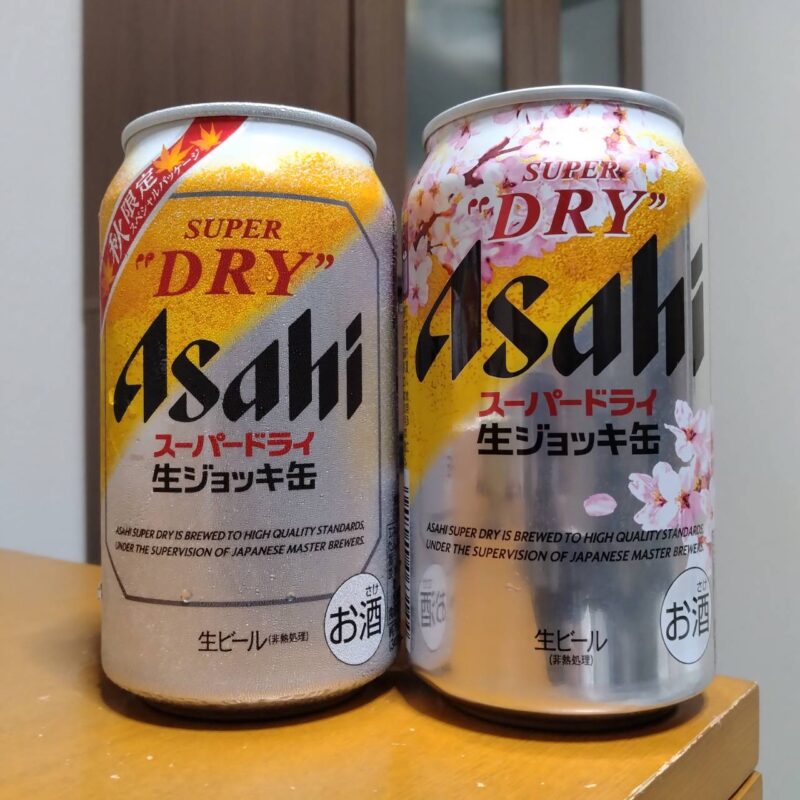 秋限定
スペシャルパッケージ
SUPER
“DRY”
Asahi
スーパードライ
生ジョッキ缶
ASAHI SUPER DRY IS BREWED TO HIGH QUALITY STANDARDS,
UNDER THE SUPERVISION OF JAPANESE MASTER BREWERS.
生ビール(非熱処理)
さけ
お酒
SUPER
“DRY”
Asahi
スーパードライ
生ジョッキ缶
ASAHI SUPER DRY IS BREWED TO HIGH QUALITY STANDARDS,
UNDER THE SUPERVISION OF JAPANESE MASTER BREWERS.
生ビール
(非熱処理)
さけ
お酒